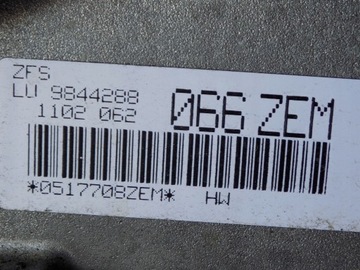 ZFS
LU 9844288
1102 062
066 ZEM
*0517708ZEM* HW